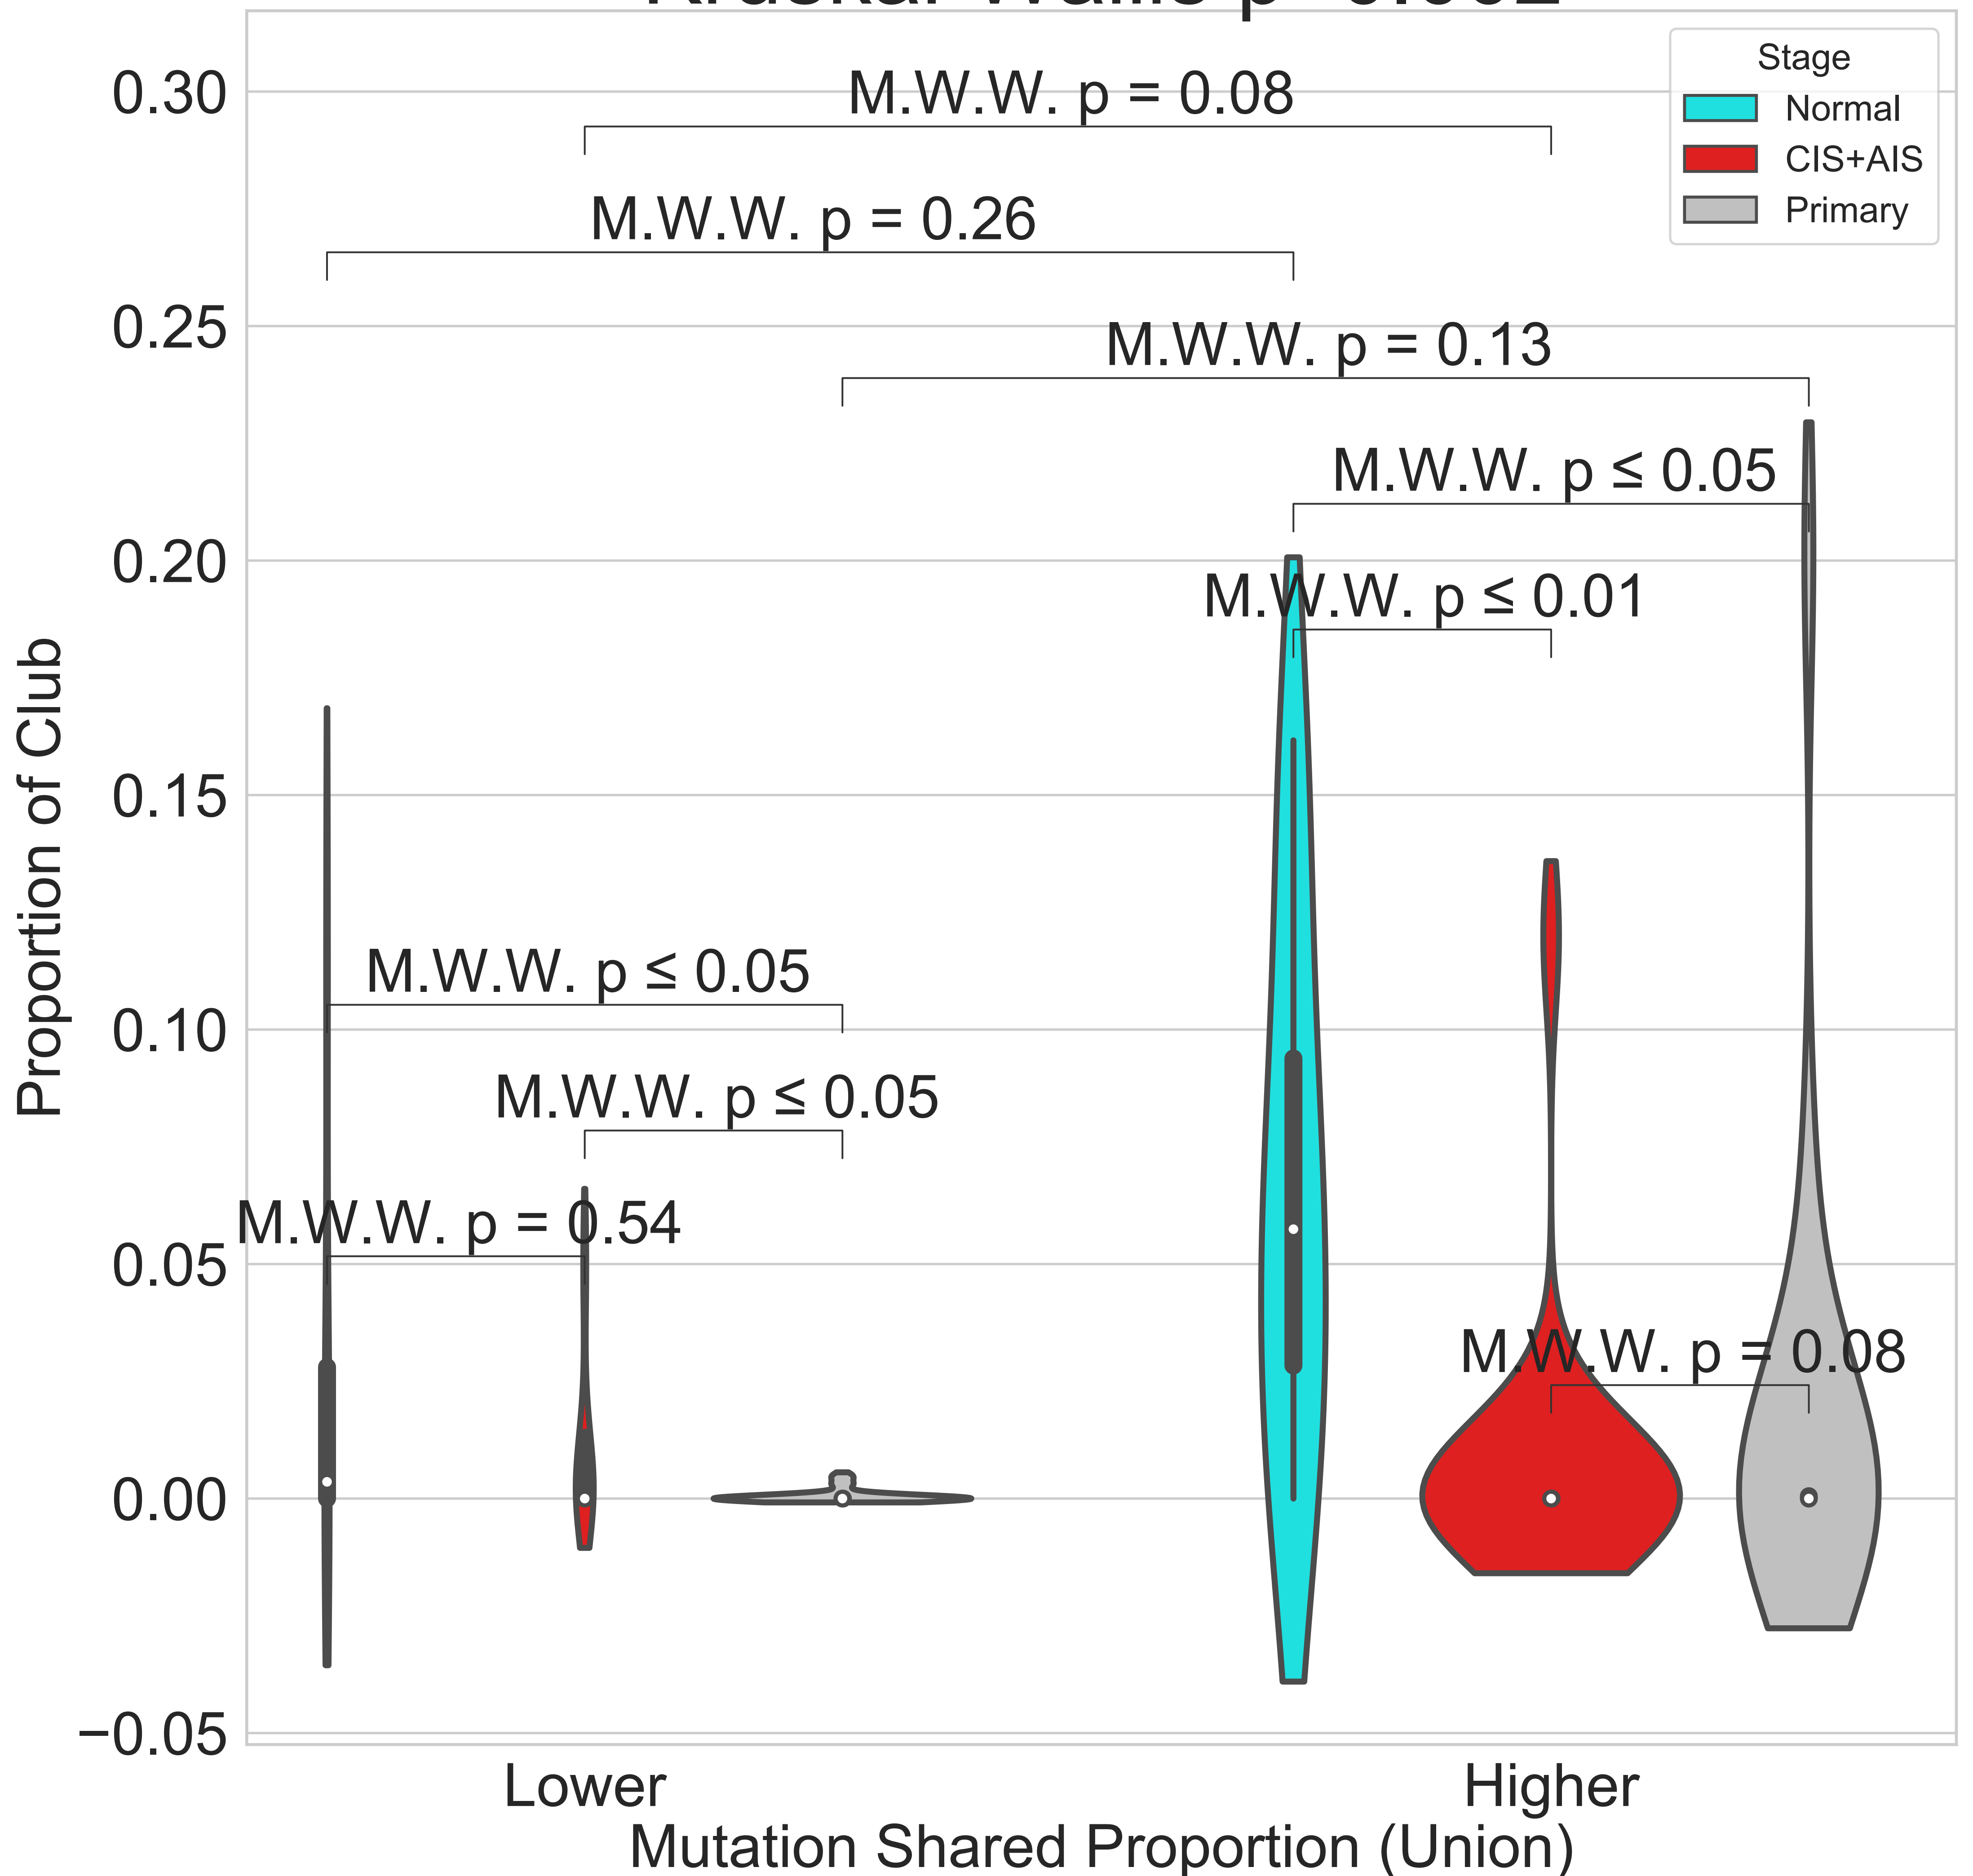 Stage
Normal
CIS+AIS
Primary
M.W.W. p = 0.08
M.W.W. p = 0.26
M.W.W. p = 0.13
M.W.W. p ≤ 0.05
M.W.W. p ≤ 0.01
M.W.W. p ≤ 0.05
M.W.W. p ≤ 0.05
M.W.W. p = 0.54
M.W.W. p = 0.08
0.30
0.25
0.20
0.15
0.10
0.05
0.00
−0.05
Proportion of Club
Lower
Higher
Mutation Shared Proportion (Union)